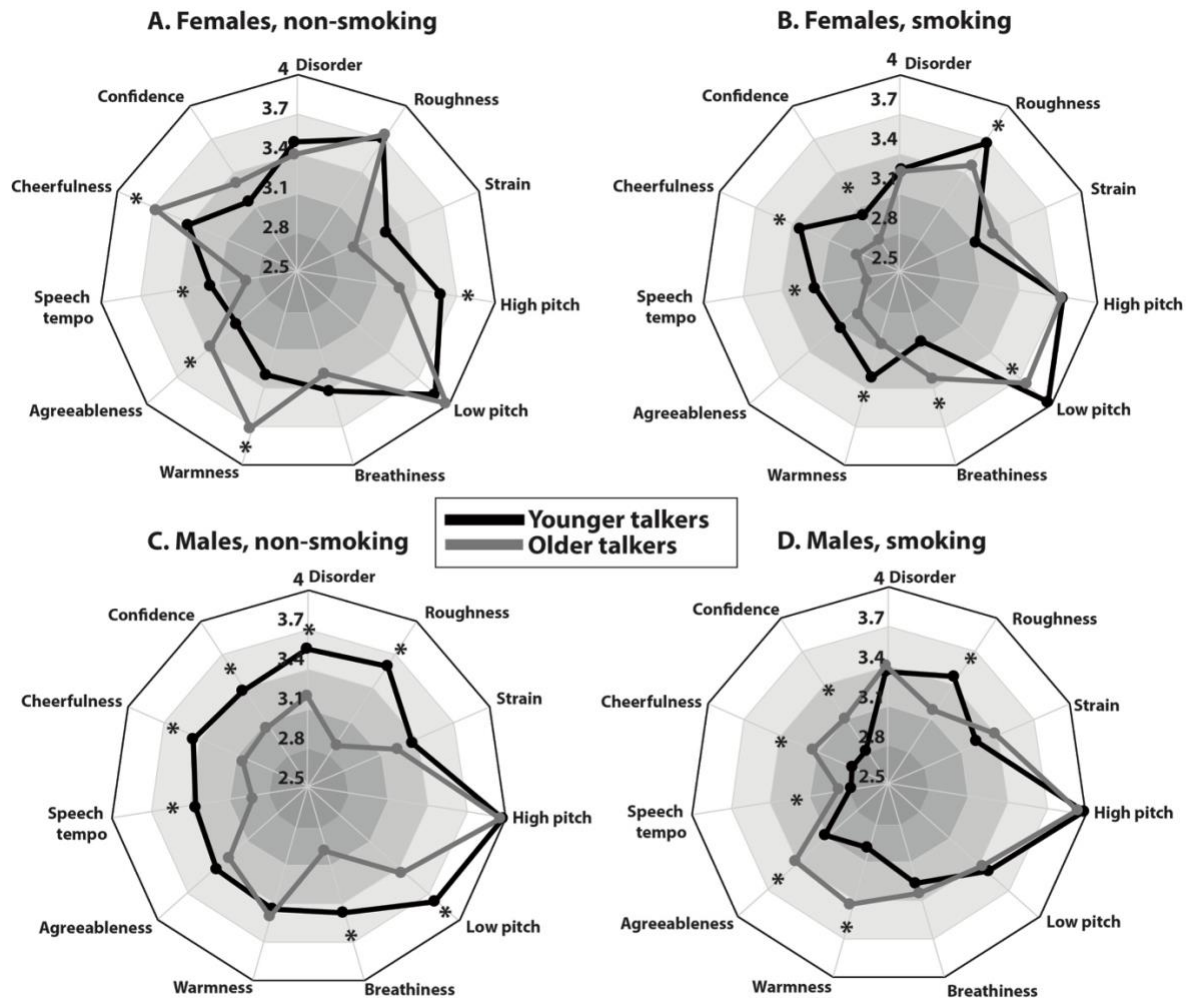 A. Females, non-smoking
4 Disorder
Roughness
Strain
High pitch
Low pitch
Breathiness
Warmness
Agreeableness
Speech
tempo
Cheerfulness
Confidence
3.7
3.4
3.1
2.8
2.5
*
*
*
*
*
B. Females, smoking
4 Disorder
Roughness
Strain
High pitch
Low pitch
Breathiness
Warmness
Agreeableness
Speech
tempo
Cheerfulness
Confidence
3.7
3.4
2.8
2.5
*
*
*
*
*
*
*
Younger talkers
Older talkers
C. Males, non-smoking
4 Disorder
Roughness
Strain
High pitch
Low pitch
Breathiness
Warmness
Agreeableness
Speech
tempo
Cheerfulness
Confidence
3.7
3.4
3.1
2.8
2.5
*
*
*
*
*
*
*
D. Males, smoking
4 Disorder
Roughness
Strain
High pitch
Low pitch
Breathiness
Warmness
Agreeableness
Speech
tempo
Cheerfulness
Confidence
3.7
3.4
3.1
2.8
2.5
*
*
*
*
*
*